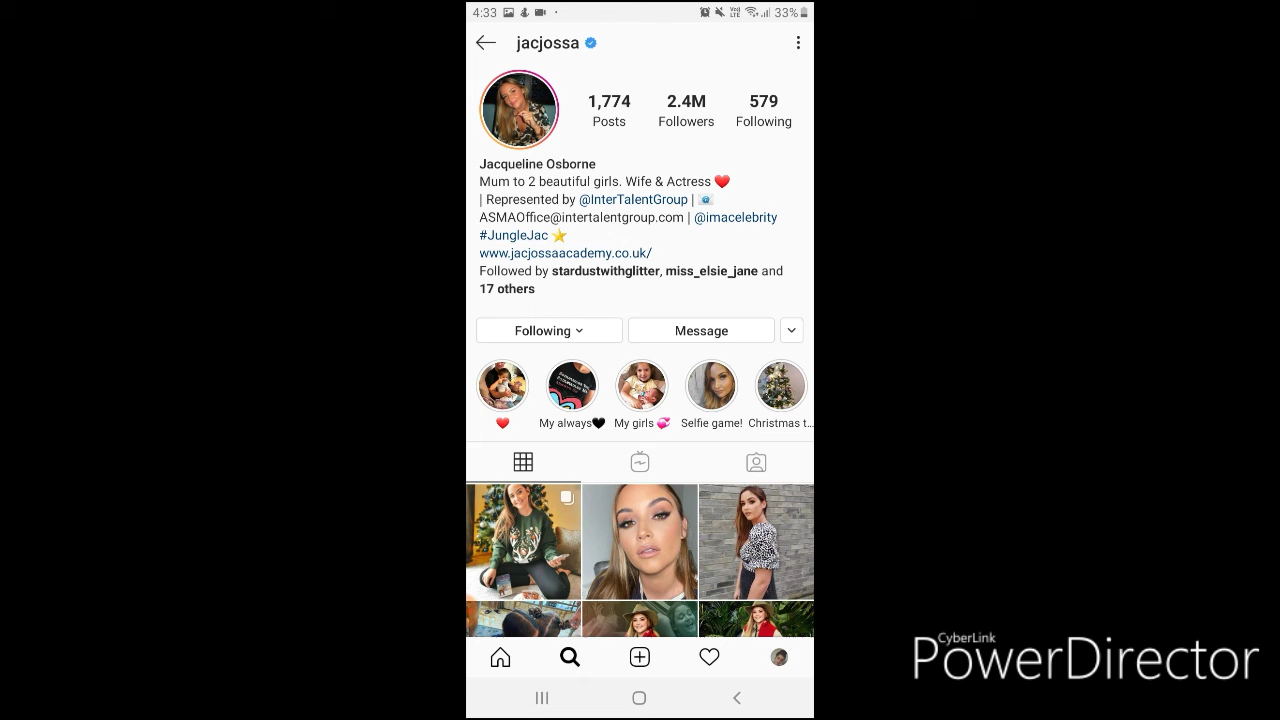 4:33
Vo)) LTE 33%
jacjossa
1,774 2.4M 579
Posts Followers Following
Jacqueline Osborne
Mum to 2 beautiful girls. Wife & Actress ❤️
| Represented by @InterTalentGroup | 📧
ASMAOffice@intertalentgroup.com | @imacelebrity
#JungleJac ⭐
www.jacjossaacademy.co.uk/
Followed by stardustwithglitter, miss_elsie_jane and
17 others
Following Message
❤️ My always🖤 My girls 💞 Selfie game! Christmas t...
CyberLink
PowerDirector